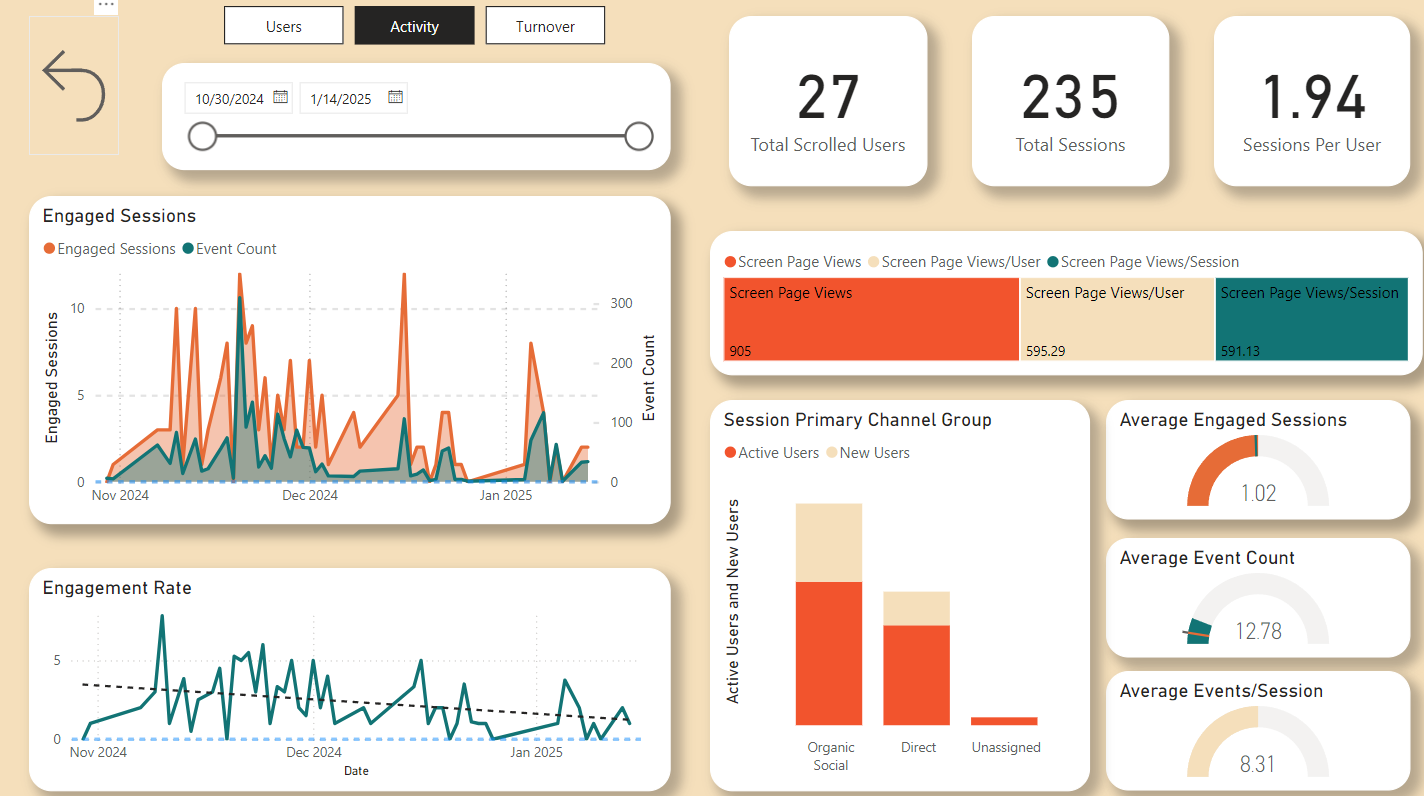 Users
Activity
Turnover
10/30/2024
1/14/2025
27
Total Scrolled Users
235
Total Sessions
1.94
Sessions Per User
Engaged Sessions
Engaged Sessions
Event Count
Engaged Sessions
10
5
0
300
200
100
0
Event Count
Nov 2024
Dec 2024
Jan 2025
Screen Page Views
Screen Page Views/User
Screen Page Views/Session
Screen Page Views
905
Screen Page Views/User
595.29
Screen Page Views/Session
591.13
Engagement Rate
5
0
Nov 2024
Dec 2024
Jan 2025
Date
Session Primary Channel Group
Active Users
New Users
Active Users and New Users
Organic
Social
Direct
Unassigned
Average Engaged Sessions
1.02
Average Event Count
12.78
Average Events/Session
8.31